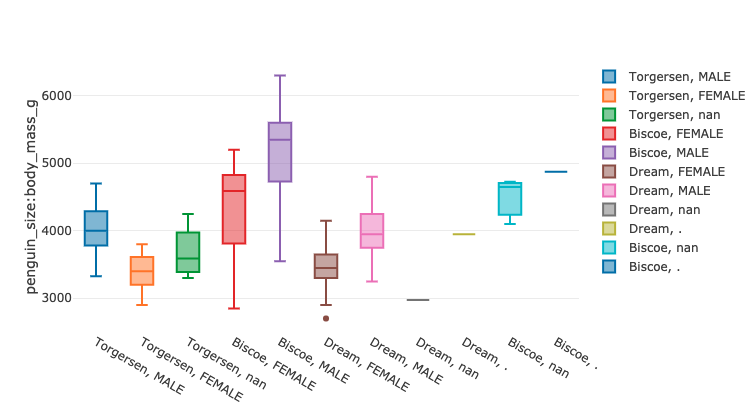 penguin_size:body_mass_g
6000
5000
4000
3000
Torgersen, MALE
Torgersen, FEMALE
Torgersen, nan
Biscoe, FEMALE
Biscoe, MALE
Dream, FEMALE
Dream, MALE
Dream, nan
Dream, .
Biscoe, nan
Biscoe, .
Torgersen, MALE
Torgersen, FEMALE
Torgersen, nan
Biscoe, FEMALE
Biscoe, MALE
Dream, FEMALE
Dream, MALE
Dream, nan
Dream, .
Biscoe, nan
Biscoe, .